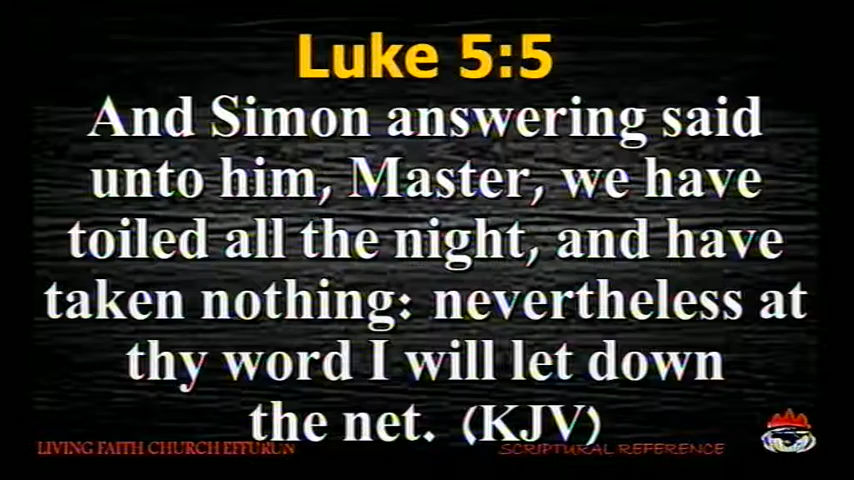 Luke 5:5
And Simon answering said
unto him, Master, we have
toiled all the night, and have
taken nothing: nevertheless at
thy word I will let down
the net. (KJV)
LIVING FAITH CHURCH EFFURUN
SCRIPTURAL REFERENCE